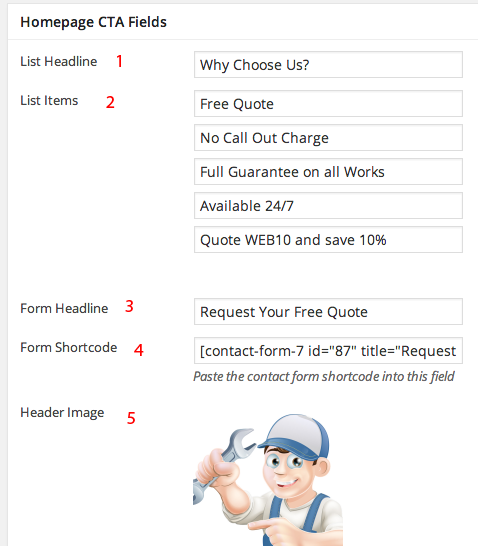 Homepage CTA Fields
List Headline 1 Why Choose Us?
List Items 2 Free Quote
No Call Out Charge
Full Guarantee on all Works
Available 24/7
Quote WEB10 and save 10%
Form Headline 3 Request Your Free Quote
Form Shortcode 4 [contact-form-7 id="87" title="Request
Paste the contact form shortcode into this field
Header Image 5